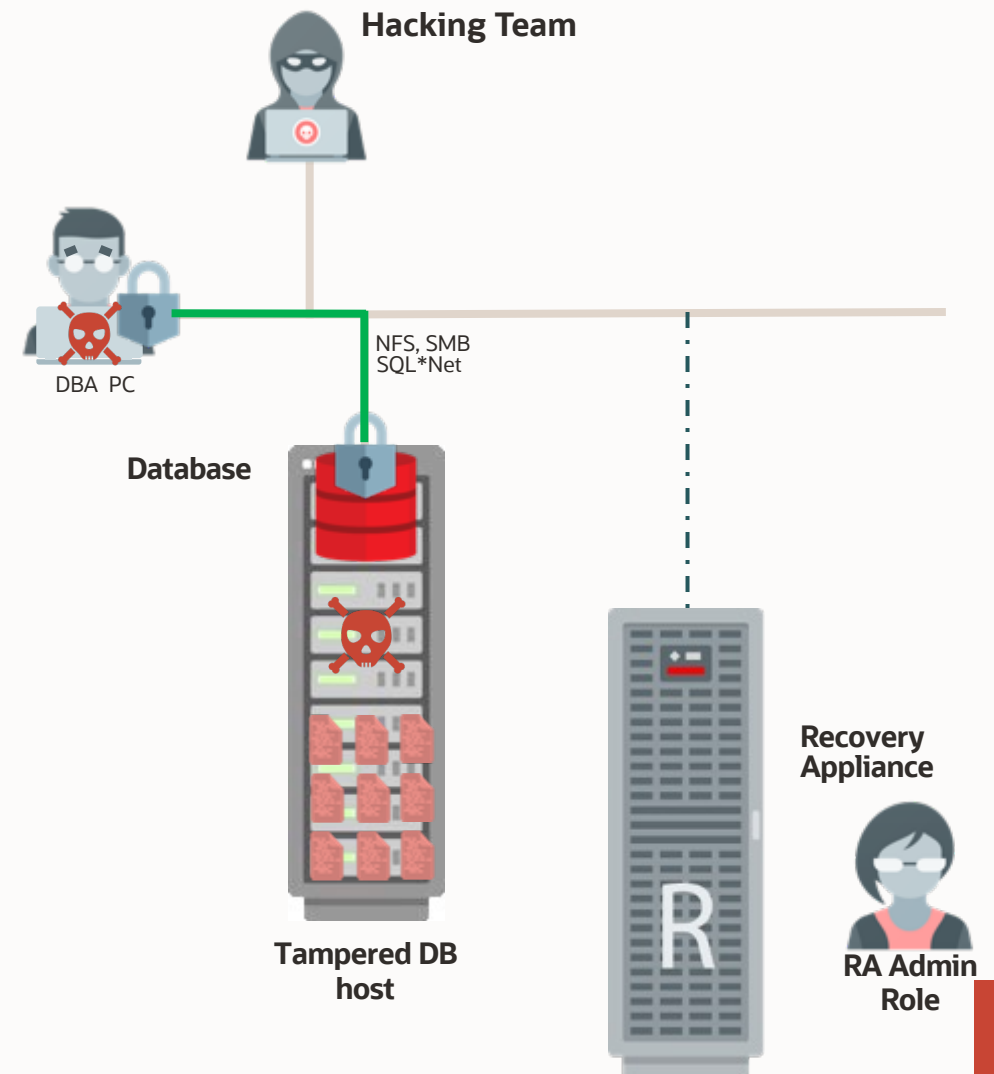 Hacking Team
NFS, SMB
SQL*Net
DBA PC
Database
Recovery
Appliance
R
Tampered DB
host
RA Admin
Role